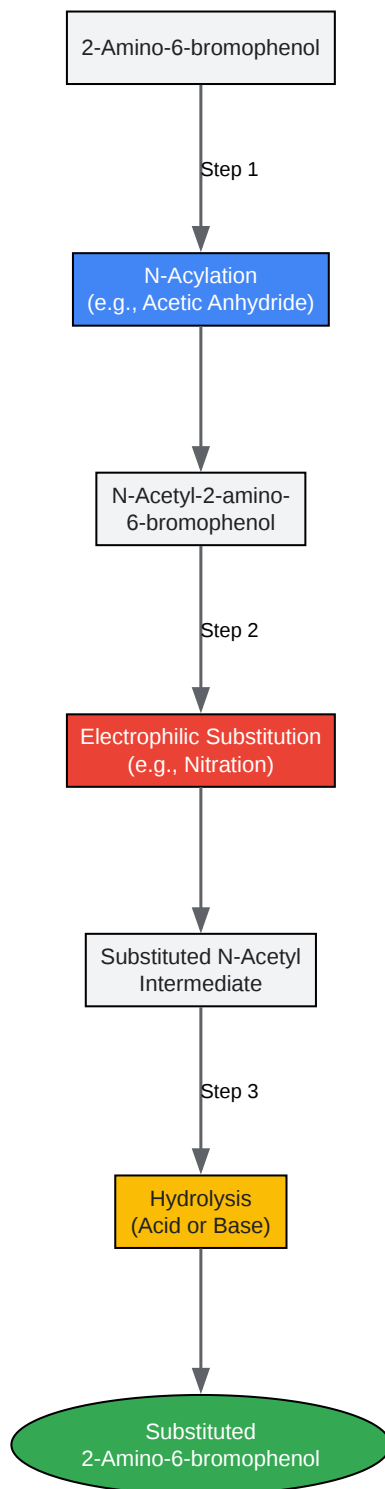 2-Amino-6-bromophenol
Step 1
N-Acylation
(e.g., Acetic Anhydride)
N-Acetyl-2-amino-
6-bromophenol
Step 2
Electrophilic Substitution
(e.g., Nitration)
Substituted N-Acetyl
Intermediate
Step 3
Hydrolysis
(Acid or Base)
Substituted
2-Amino-6-bromophenol